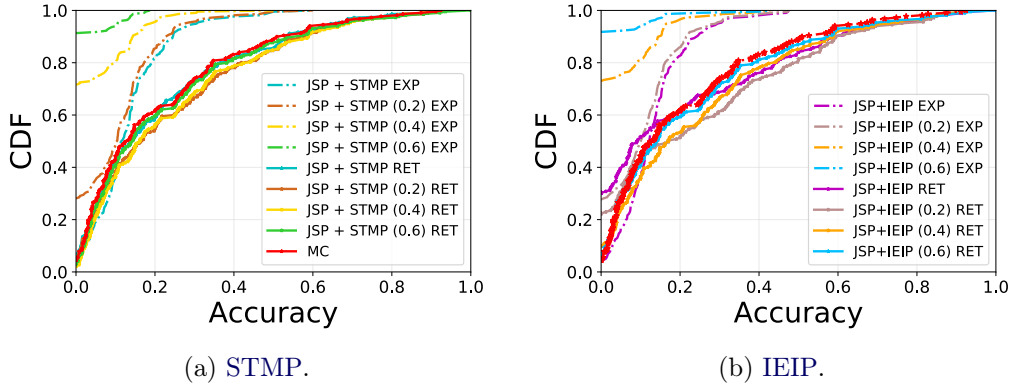 CDF
1.0
0.8
0.6
0.4
0.2
0.0
JSP + STMP EXP
JSP + STMP (0.2) EXP
JSP + STMP (0.4) EXP
JSP + STMP (0.6) EXP
JSP + STMP RET
JSP + STMP (0.2) RET
JSP + STMP (0.4) RET
JSP + STMP (0.6) RET
MC
0.0 0.2 0.4 0.6 0.8 1.0
Accuracy
(a) STMP.
CDF
1.0
0.8
0.6
0.4
0.2
0.0
JSP+IEIP EXP
JSP+IEIP (0.2) EXP
JSP+IEIP (0.4) EXP
JSP+IEIP (0.6) EXP
JSP+IEIP RET
JSP+IEIP (0.2) RET
JSP+IEIP (0.4) RET
JSP+IEIP (0.6) RET
0.0 0.2 0.4 0.6 0.8 1.0
Accuracy
(b) IEIP.